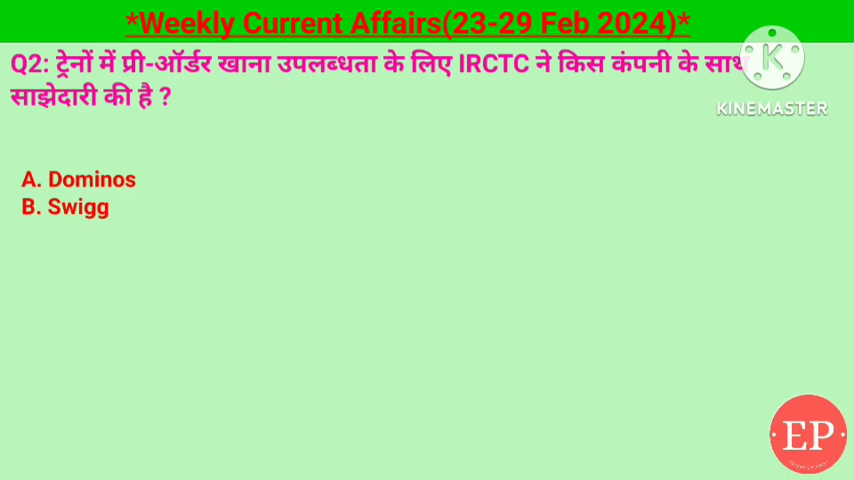 *Weekly Current Affairs(23-29 Feb 2024)*
Q2: ट्रेनों में प्री-ऑर्डर खाना उपलब्धता के लिए IRCTC ने किस कंपनी के साथ
साझेदारी की है ?
K
KINEMASTER
A. Dominos
B. Swigg
EP